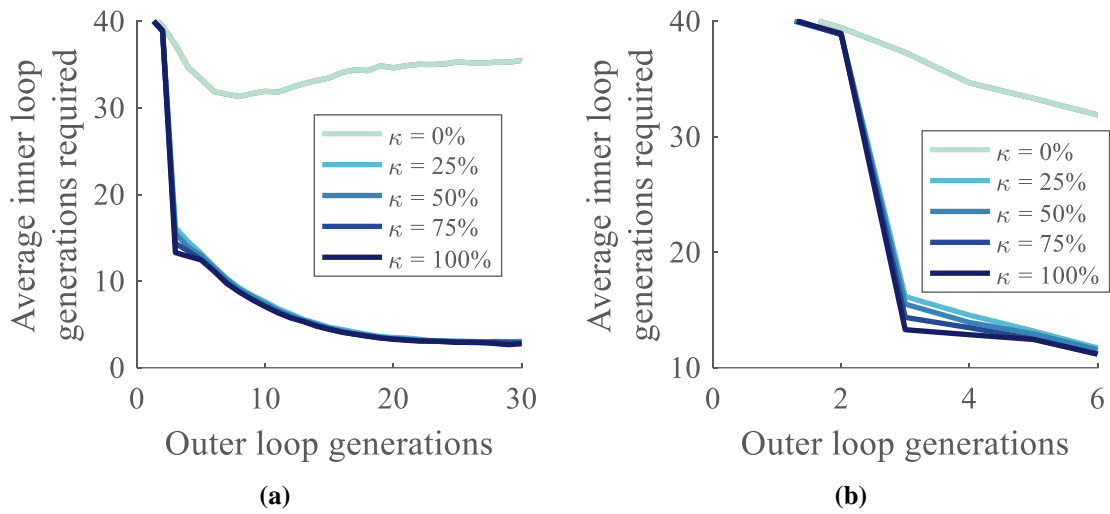 Average inner loop
generations required
40
30
20
10
0
κ = 0%
κ = 25%
κ = 50%
κ = 75%
κ = 100%
0
10
20
30
Outer loop generations
(a)
Average inner loop
generations required
40
30
20
10
κ = 0%
κ = 25%
κ = 50%
κ = 75%
κ = 100%
0
2
4
6
Outer loop generations
(b)